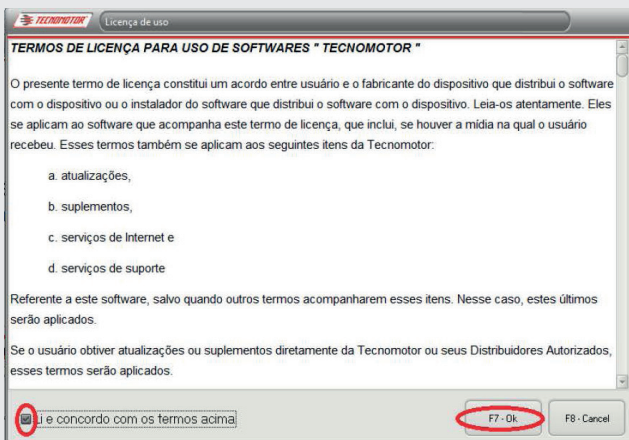 TECNOMOTOR Licença de uso
TERMOS DE LICENÇA PARA USO DE SOFTWARES " TECNOMOTOR "
O presente termo de licença constitui um acordo entre usuário e o fabricante do dispositivo que distribui o software
com o dispositivo ou o instalador do software que distribui o software com o dispositivo. Leia-os atentamente. Eles
se aplicam ao software que acompanha este termo de licença, que inclui, se houver a mídia na qual o usuário
recebeu. Esses termos também se aplicam aos seguintes itens da Tecnomotor:
a. atualizações,
b. suplementos,
c. serviços de Internet e
d. serviços de suporte
Referente a este software, salvo quando outros termos acompanharem esses itens. Nesse caso, estes últimos
serão aplicados.
Se o usuário obtiver atualizações ou suplementos diretamente da Tecnomotor ou seus Distribuidores Autorizados,
esses termos serão aplicados.
Li e concordo com os termos acima
F7 - Ok
F8 - Cancel